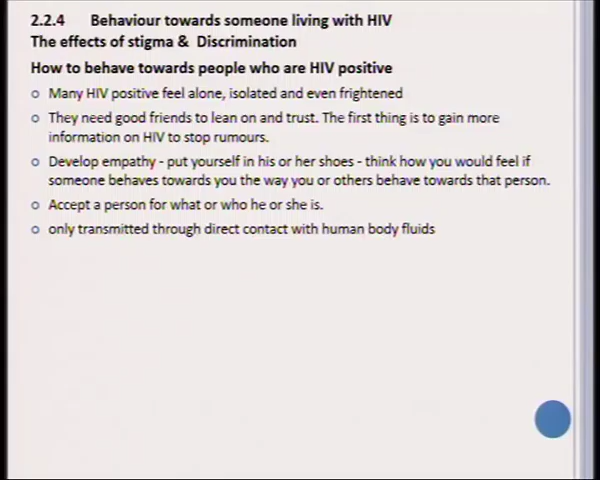 2.2.4 Behaviour towards someone living with HIV
The effects of stigma & Discrimination
How to behave towards people who are HIV positive
o Many HIV positive feel alone, isolated and even frightened
o They need good friends to lean on and trust. The first thing is to gain more
information on HIV to stop rumours.
o Develop empathy - put yourself in his or her shoes - think how you would feel if
someone behaves towards you the way you or others behave towards that person.
o Accept a person for what or who he or she is.
o only transmitted through direct contact with human body fluids